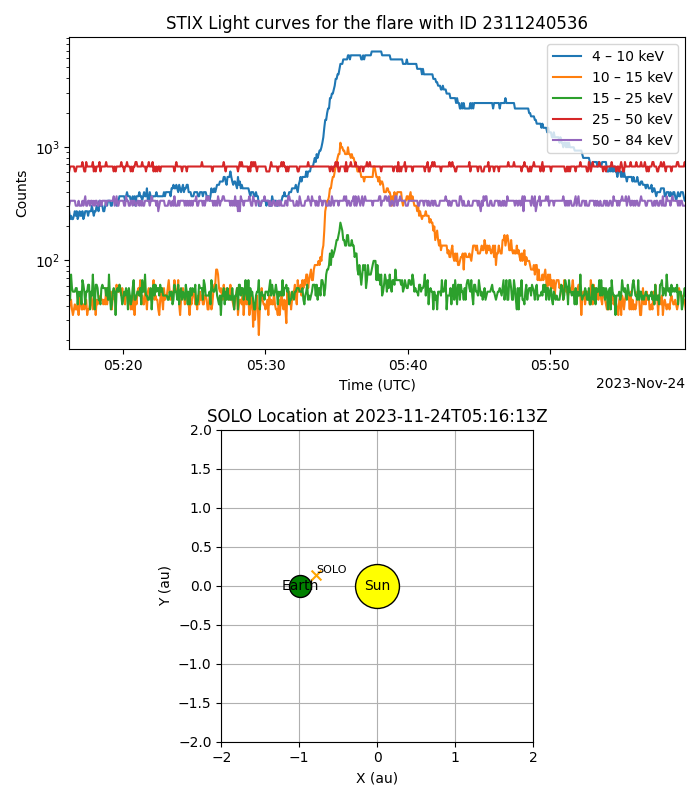 STIX Light curves for the flare with ID 2311240536
4 – 10 keV
10 – 15 keV
15 – 25 keV
25 – 50 keV
50 – 84 keV
10³
10²
Counts
05:20 05:30 05:40 05:50
Time (UTC)
2023-Nov-24
SOLO Location at 2023-11-24T05:16:13Z
2.0
1.5
1.0
0.5
0.0
−0.5
−1.0
−1.5
−2.0
Y (au)
SOLO
Earth
Sun
−2 −1 0 1 2
X (au)